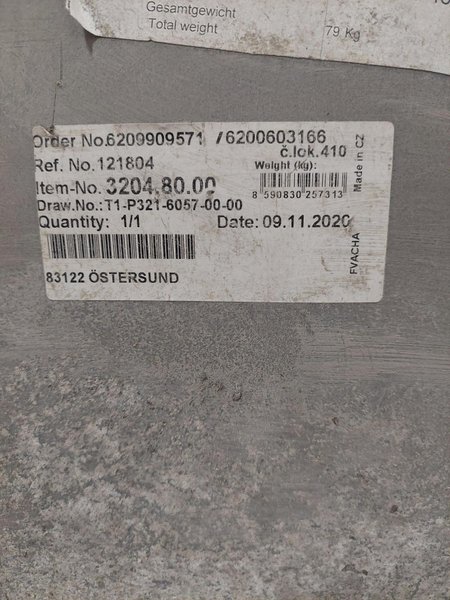 Gesamtgewicht
Total weight 79 Kg
Order No.6209909571 /6200603166
č.lok.410
Ref. No.121804
Weight (kg):
Item-No. 3204.80.00
8 590830 257313
Draw.No.:T1-P321-6057-00-00
Quantity: 1/1 Date: 09.11.2020
83122 ÖSTERSUND
Made in CZ
FVACHA